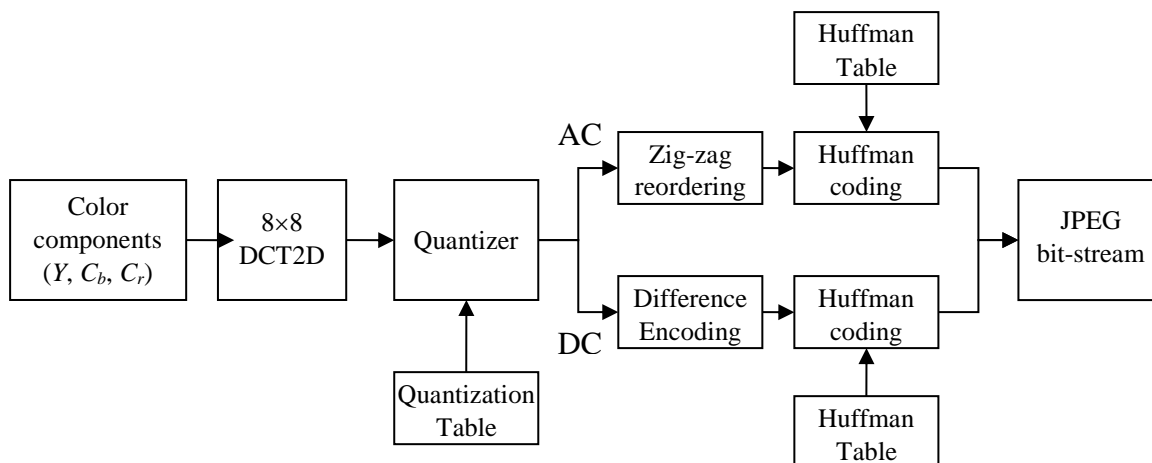 Huffman
Table
AC
Zig-zag
reordering
Huffman
coding
Color
components
(Y, Cb, Cr)
8×8
DCT2D
Quantizer
JPEG
bit-stream
Difference
Encoding
Huffman
coding
DC
Quantization
Table
Huffman
Table